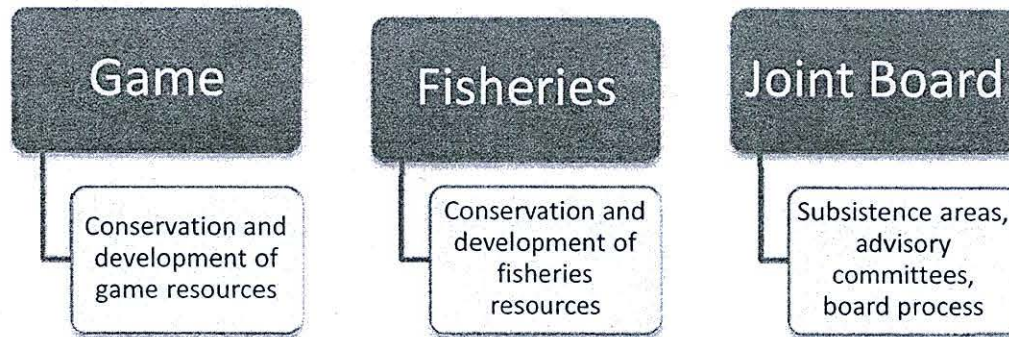 Game
Conservation and
development of
game resources
Fisheries
Conservation and
development of
fisheries
resources
Joint Board
Subsistence areas,
advisory
committees,
board process